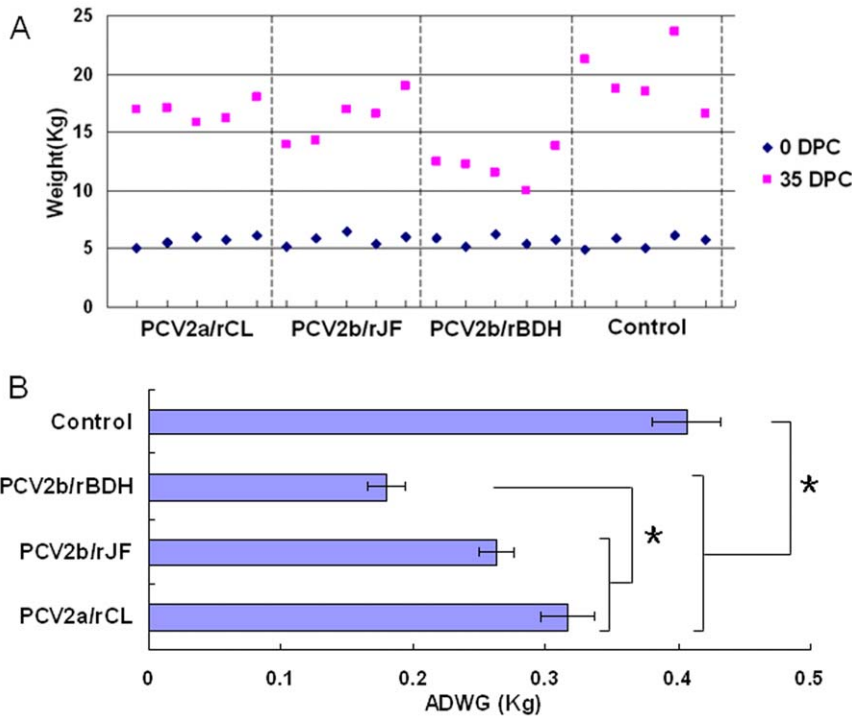 A
25
20
15
10
5
0
Weight(Kg)
PCV2a/rCL PCV2b/rJF PCV2b/rBDH Control
0 DPC
35 DPC
B
Control
PCV2b/rBDH
PCV2b/rJF
PCV2a/rCL
*
*
0 0.1 0.2 0.3 0.4 0.5
ADWG (Kg)